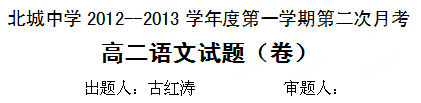 北城中学 2012--2013 学年度第一学期第二次月考
高二语文试题（卷）
出题人：古红涛 审题人：